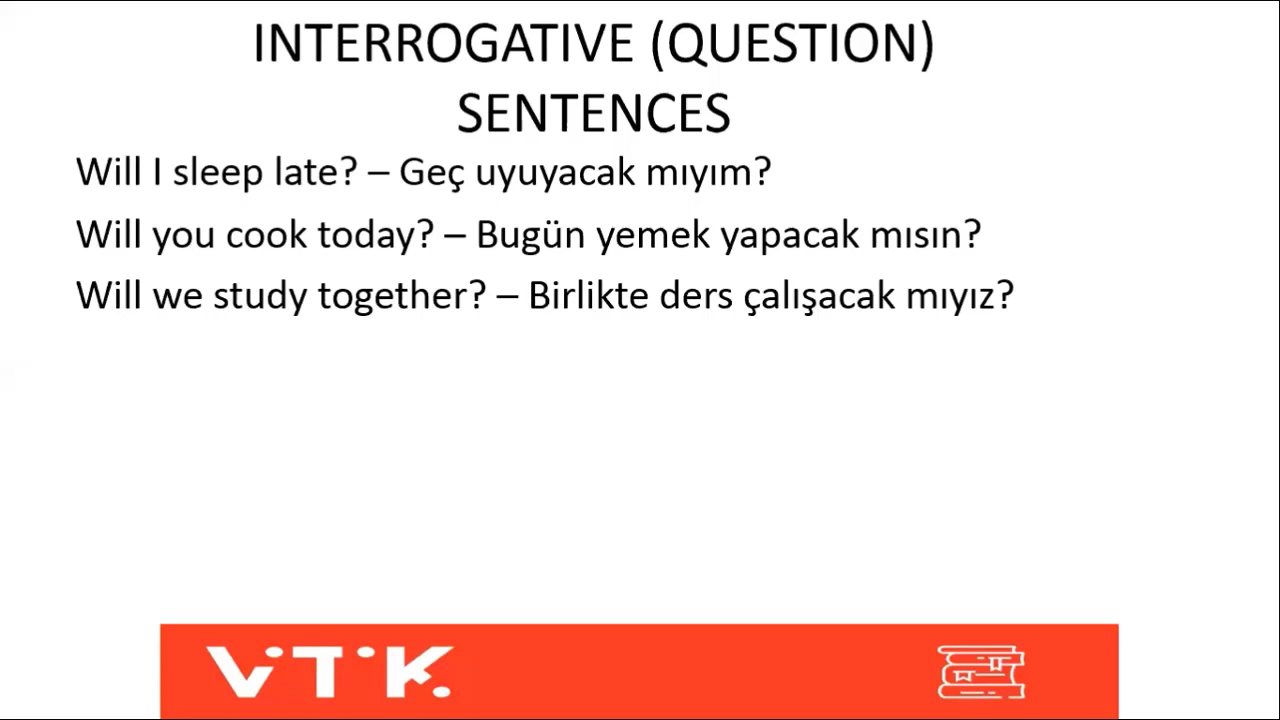 INTERROGATIVE (QUESTION)
SENTENCES
Will I sleep late? – Geç uyuyacak mıyım?
Will you cook today? – Bugün yemek yapacak mısın?
Will we study together? – Birlikte ders çalışacak mıyız?
ViTiK.